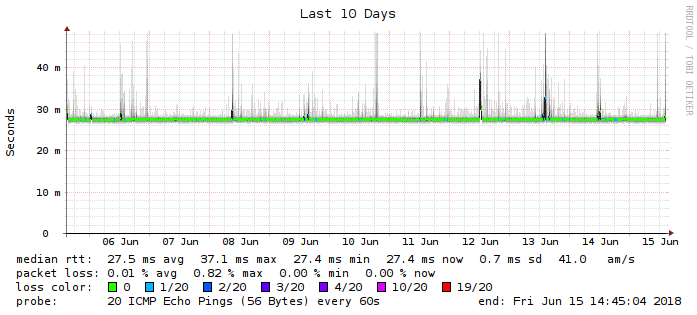 Last 10 Days
RRDTOOL / TOBI OETIKER
Seconds
40 m
30 m
20 m
10 m
0
06 Jun 07 Jun 08 Jun 09 Jun 10 Jun 11 Jun 12 Jun 13 Jun 14 Jun 15 Jun
median rtt: 27.5 ms avg 37.1 ms max 27.4 ms min 27.4 ms now 0.7 ms sd 41.0 am/s
packet loss: 0.01 % avg 0.82 % max 0.00 % min 0.00 % now
loss color: 0 1/20 2/20 3/20 4/20 10/20 19/20
probe: 20 ICMP Echo Pings (56 Bytes) every 60s end: Fri Jun 15 14:45:04 2018